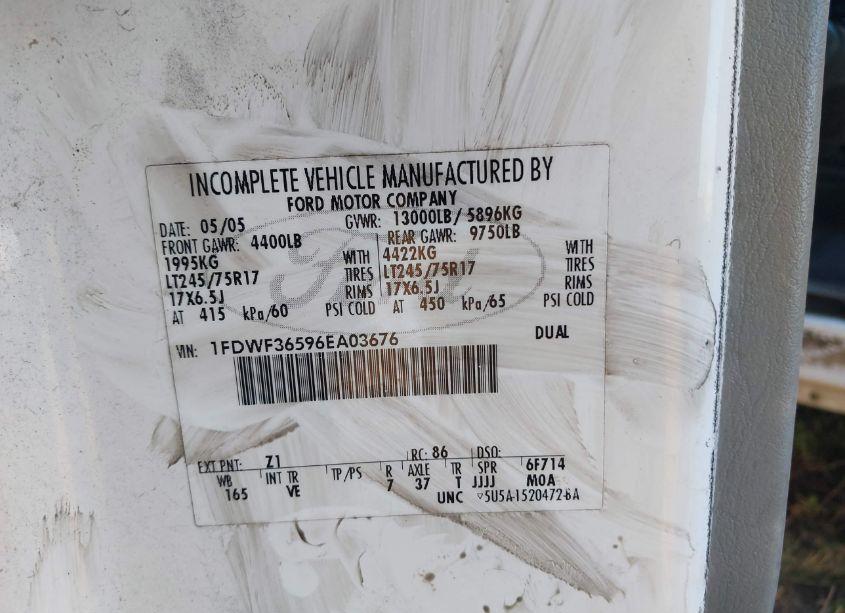 INCOMPLETE VEHICLE MANUFACTURED BY
FORD MOTOR COMPANY
DATE: 05/05 GVWR: 13000LB/ 5896KG
FRONT GAWR: 4400LB REAR GAWR: 9750LB
1995KG WITH 4422KG WITH
LT245/75R17 TIRES LT245/75R17 TIRES
17X6.5J RIMS 17X6.5J RIMS
AT 415 kPa/60 PSI COLD AT 450 kPa/65 PSI COLD
VIN: 1FDWF36596EA03676 DUAL
EXT PNT: Z1 RC: 86 DSO:
WB INT TR TP/PS R AXLE TR SPR 6F714
165 VE 7 37 T JJJJ MOA
UNC ▽5U5A-1520472-BA